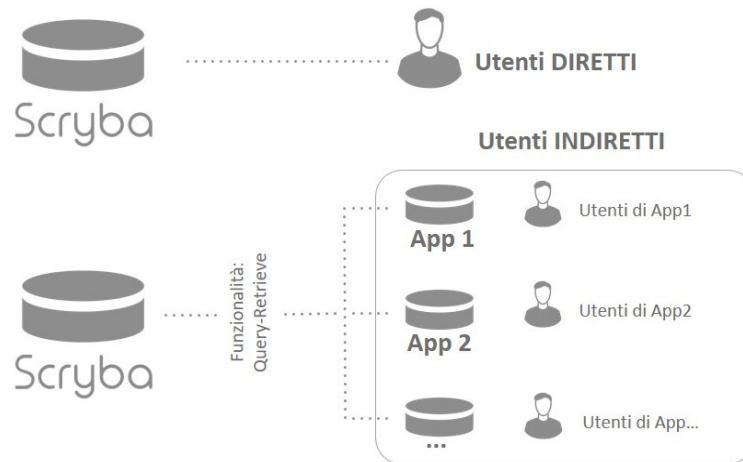 Scryba
Utenti DIRETTI
Utenti INDIRETTI
App 1
Utenti di App1
Scryba
Funzionalità:
Query-Retrieve
App 2
Utenti di App2
...
Utenti di App...